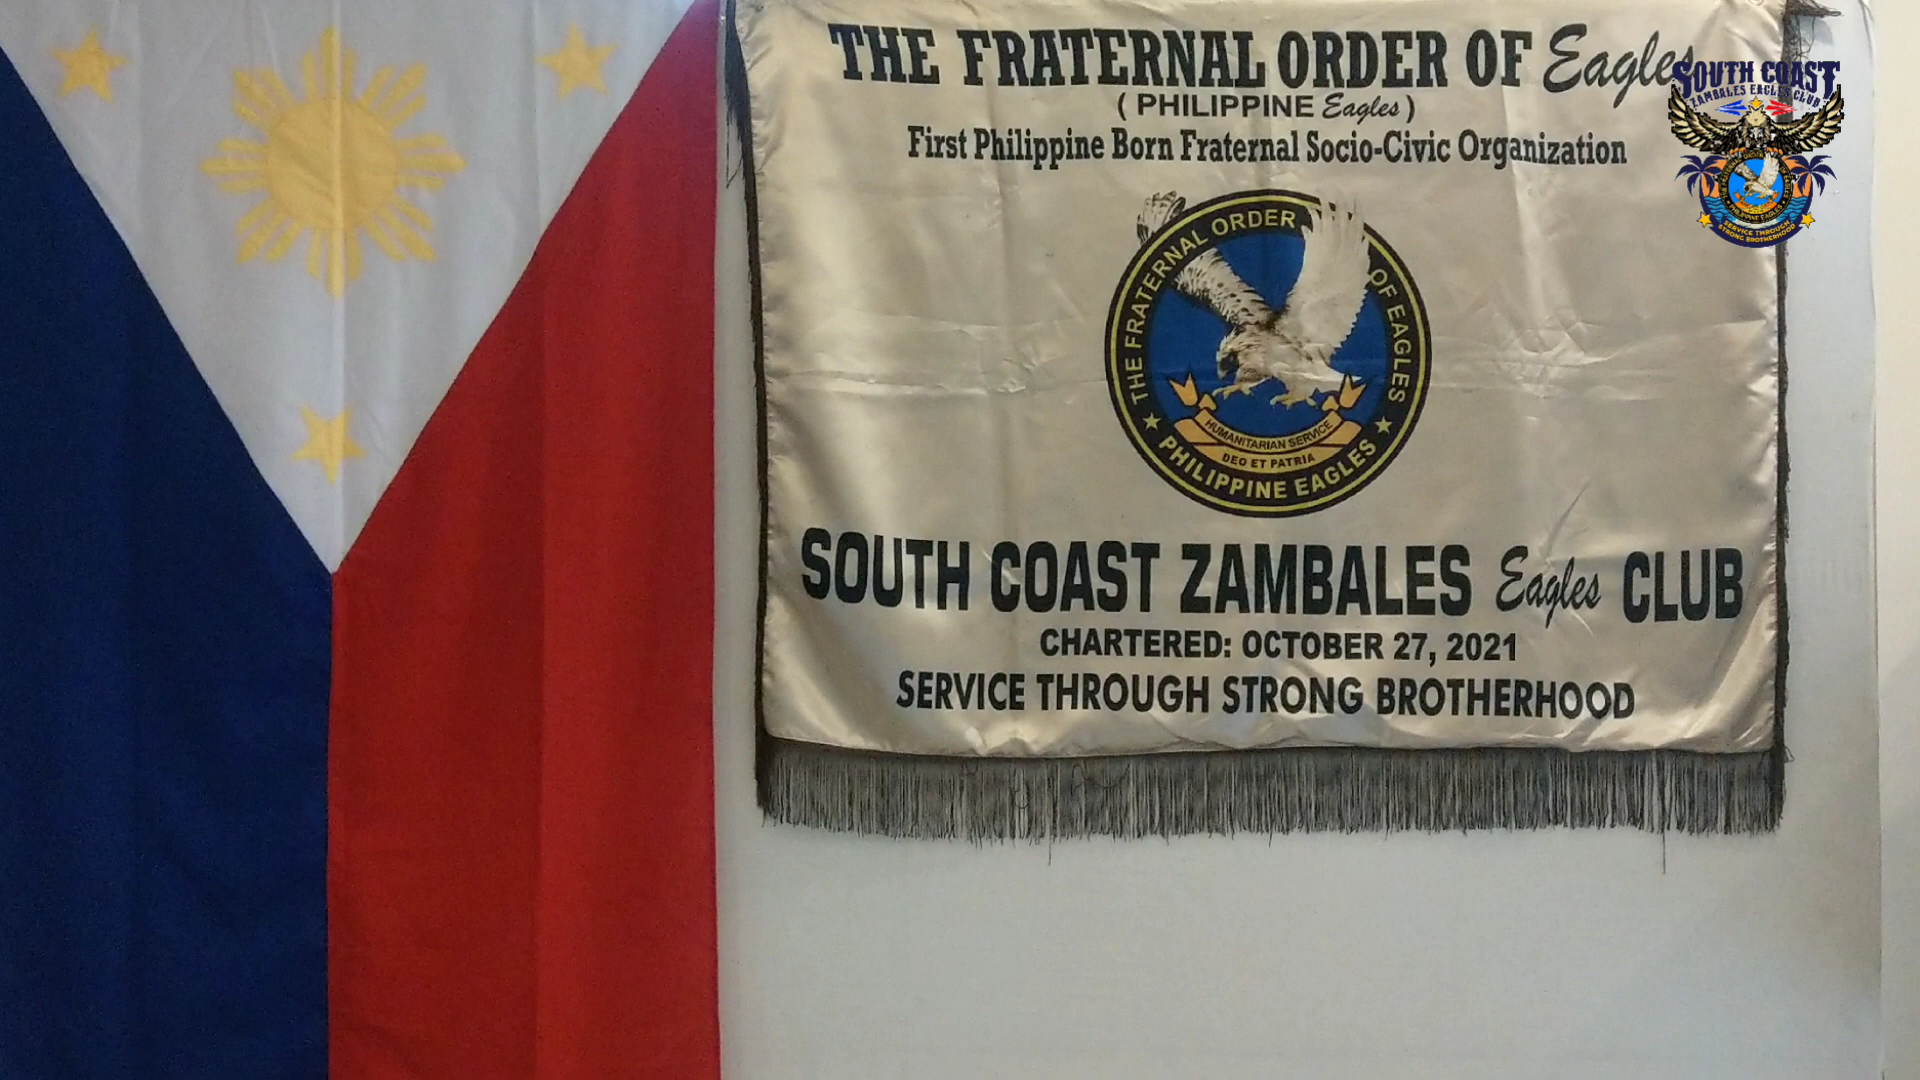 THE FRATERNAL ORDER OF Eagles
( PHILIPPINE Eagles )
First Philippine Born Fraternal Socio-Civic Organization
THE FRATERNAL ORDER OF EAGLES
HUMANITARIAN SERVICE
DEO ET PATRIA
★ PHILIPPINE EAGLES ★
SOUTH COAST ZAMBALES Eagles CLUB
CHARTERED: OCTOBER 27, 2021
SERVICE THROUGH STRONG BROTHERHOOD
SOUTH COAST
ZAMBALES EAGLES CLUB
PHILIPPINE EAGLES
SERVICE THROUGH
STRONG BROTHERHOOD